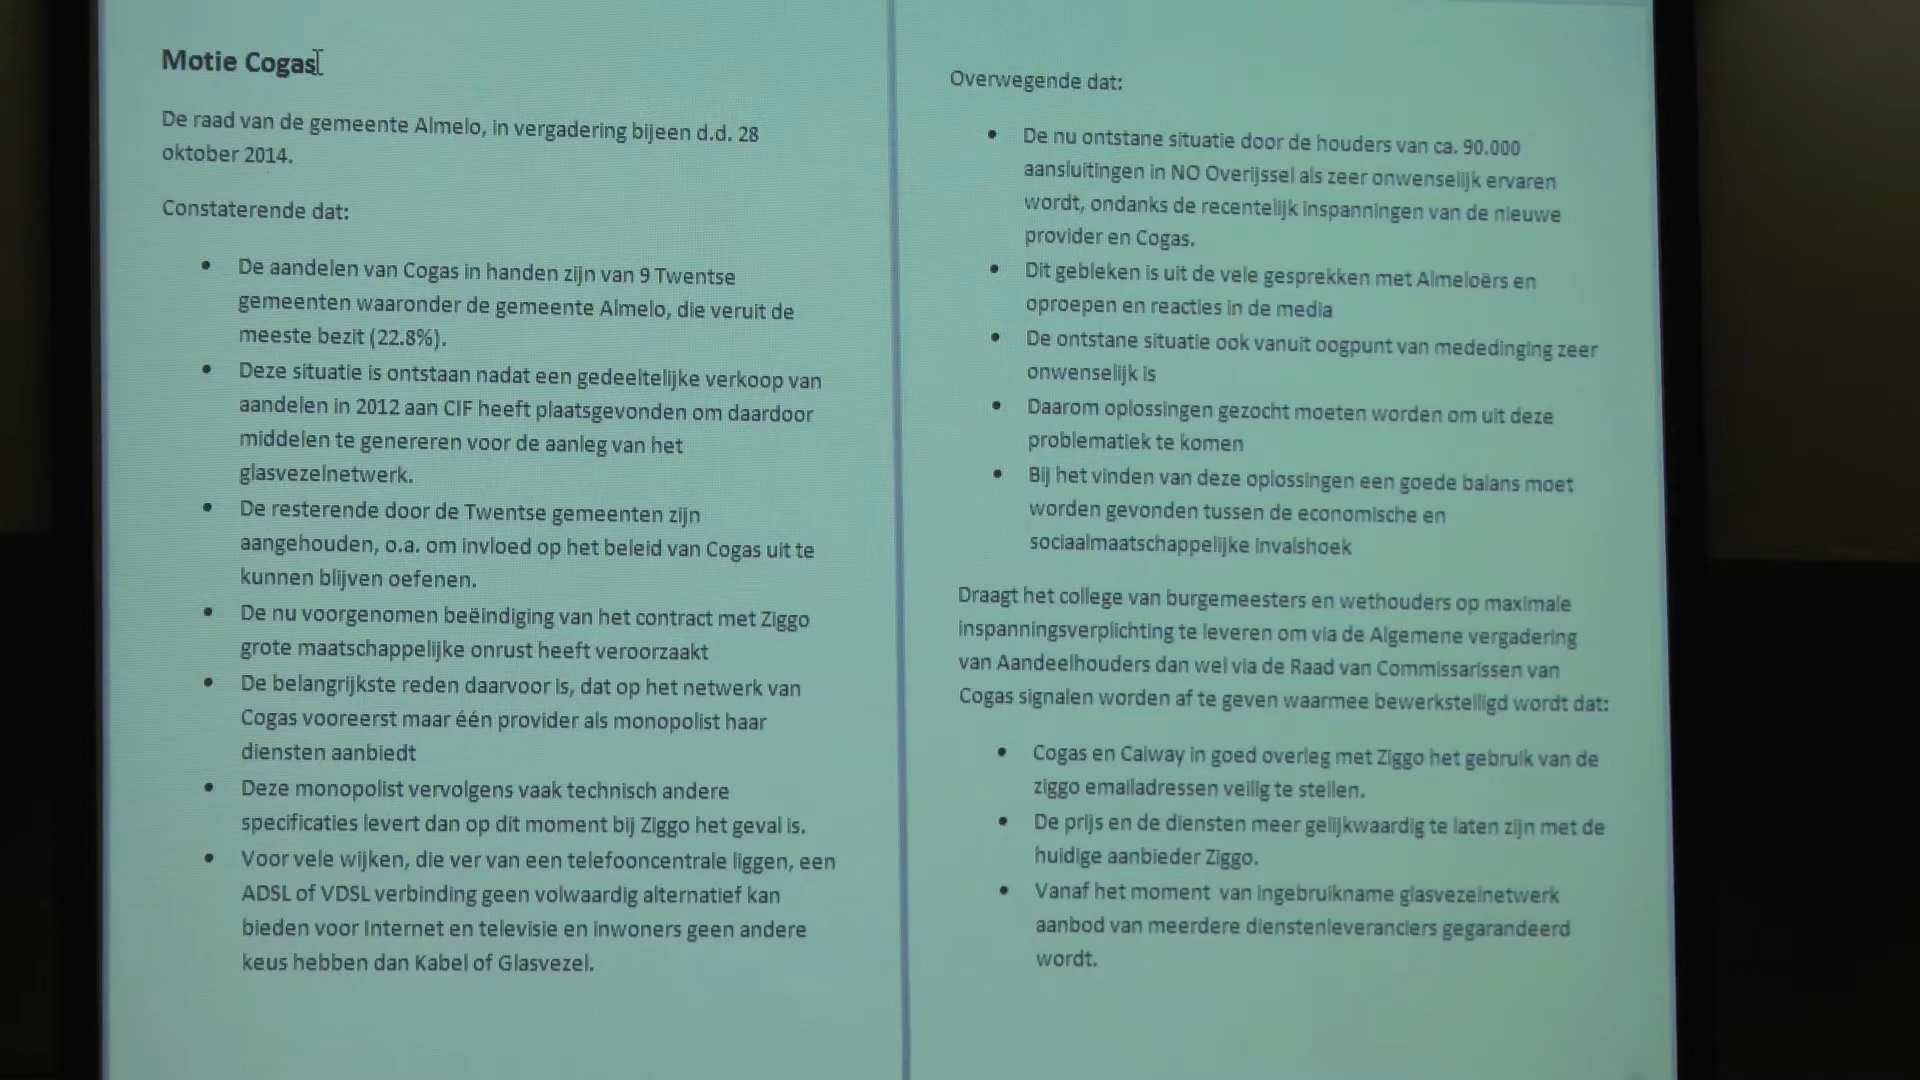 Motie Cogas
De raad van de gemeente Almelo, in vergadering bijeen d.d. 28
oktober 2014.
Constaterende dat:
• De aandelen van Cogas in handen zijn van 9 Twentse
gemeenten waaronder de gemeente Almelo, die veruit de
meeste bezit (22.8%).
• Deze situatie is ontstaan nadat een gedeeltelijke verkoop van
aandelen in 2012 aan CIF heeft plaatsgevonden om daardoor
middelen te genereren voor de aanleg van het
glasvezelnetwerk.
• De resterende door de Twentse gemeenten zijn
aangehouden, o.a. om invloed op het beleid van Cogas uit te
kunnen blijven oefenen.
• De nu voorgenomen beëindiging van het contract met Ziggo
grote maatschappelijke onrust heeft veroorzaakt
• De belangrijkste reden daarvoor is, dat op het netwerk van
Cogas vooreerst maar één provider als monopolist haar
diensten aanbiedt
• Deze monopolist vervolgens vaak technisch andere
specificaties levert dan op dit moment bij Ziggo het geval is.
• Voor vele wijken, die ver van een telefooncentrale liggen, een
ADSL of VDSL verbinding geen volwaardig alternatief kan
bieden voor Internet en televisie en inwoners geen andere
keus hebben dan Kabel of Glasvezel.
Overwegende dat:
• De nu ontstane situatie door de houders van ca. 90.000
aansluitingen in NO Overijssel als zeer onwenselijk ervaren
wordt, ondanks de recentelijk inspanningen van de nieuwe
provider en Cogas.
• Dit gebleken is uit de vele gesprekken met Almeloërs en
oproepen en reacties in de media
• De ontstane situatie ook vanuit oogpunt van mededinging zeer
onwenselijk is
• Daarom oplossingen gezocht moeten worden om uit deze
problematiek te komen
• Bij het vinden van deze oplossingen een goede balans moet
worden gevonden tussen de economische en
sociaalmaatschappelijke invalshoek
Draagt het college van burgemeesters en wethouders op maximale
inspanningsverplichting te leveren om via de Algemene vergadering
van Aandeelhouders dan wel via de Raad van Commissarissen van
Cogas signalen worden af te geven waarmee bewerkstelligd wordt dat:
• Cogas en Caiway in goed overleg met Ziggo het gebruik van de
ziggo emailadressen veilig te stellen.
• De prijs en de diensten meer gelijkwaardig te laten zijn met de
huidige aanbieder Ziggo.
• Vanaf het moment van ingebruikname glasvezelnetwerk
aanbod van meerdere dienstenleveranciers gegarandeerd
wordt.